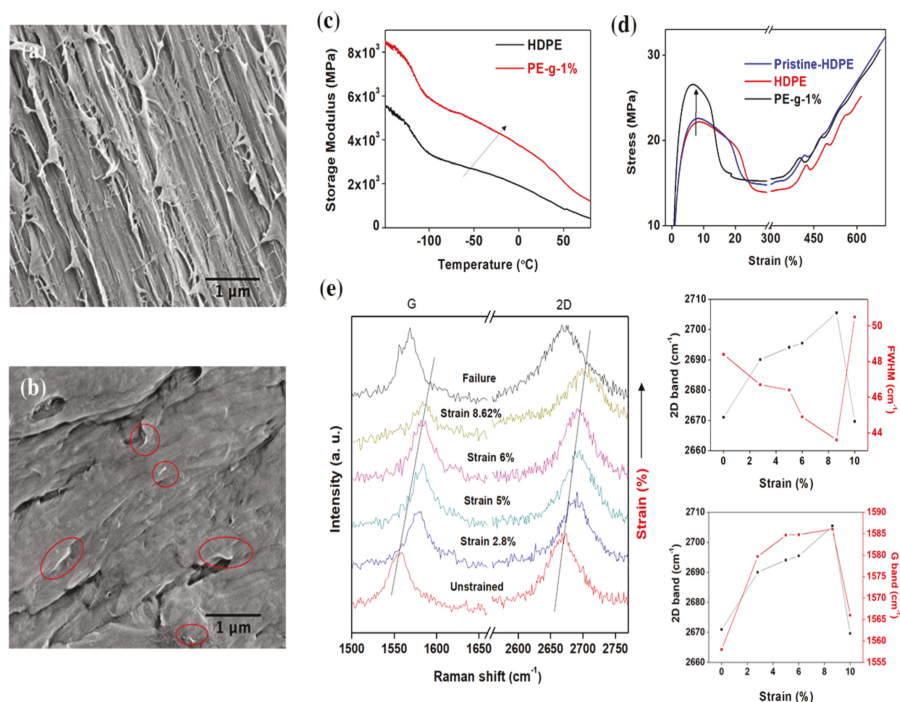 (a)
1 µm
(b)
1 µm
(c)
Storage Modulus (MPa)
8x10³
6x10³
4x10³
2x10³
0
HDPE
PE-g-1%
-100
-50
0
50
Temperature (°C)
(d)
Stress (MPa)
30
20
10
Pristine-HDPE
HDPE
PE-g-1%
0
10
20
300
450
600
Strain (%)
(e)
G
2D
Intensity (a. u.)
Failure
Strain 8.62%
Strain 6%
Strain 5%
Strain 2.8%
Unstrained
Strain (%)
1500
1550
1600
1650
2600
2650
2700
2750
Raman shift (cm⁻¹)
2D band (cm⁻¹)
2710
2700
2690
2680
2670
2660
FWHM (cm⁻¹)
50
48
46
44
0
2
4
6
8
10
Strain (%)
2D band (cm⁻¹)
2710
2700
2690
2680
2670
2660
G band (cm⁻¹)
1590
1585
1580
1575
1570
1565
1560
1555
0
2
4
6
8
10
Strain (%)